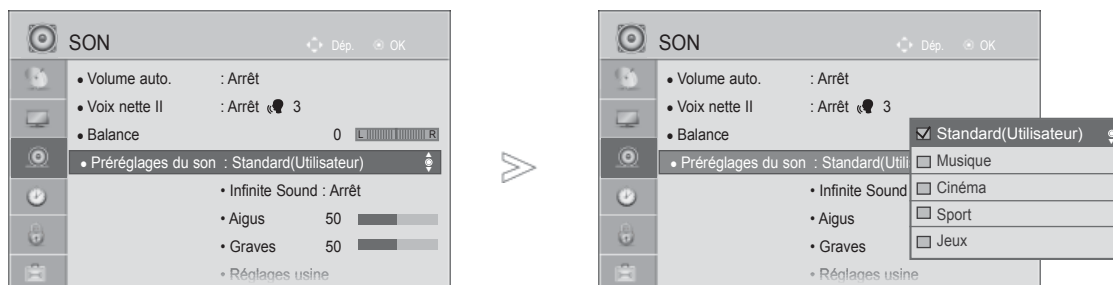 SON
Dép. OK
• Volume auto. : Arrêt
• Voix nette II : Arrêt 3
• Balance 0 L R
• Préréglages du son : Standard(Utilisateur)
• Infinite Sound : Arrêt
• Aigus 50
• Graves 50
• Réglages usine
SON
Dép. OK
• Volume auto. : Arrêt
• Voix nette II : Arrêt 3
• Balance
• Préréglages du son : Standard(Utili
• Infinite Sound
• Aigus
• Graves
• Réglages usine
Standard(Utilisateur)
Musique
Cinéma
Sport
Jeux